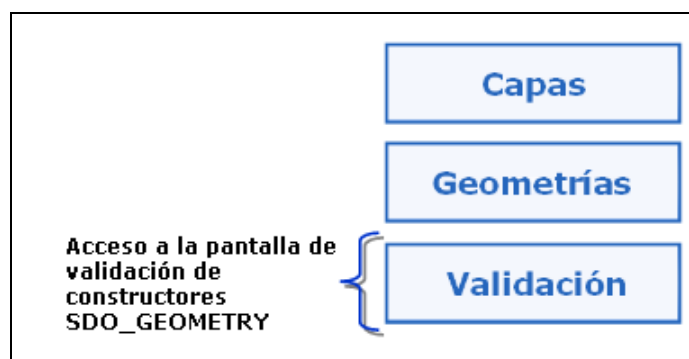 Capas
Geometrías
Acceso a la pantalla de
validación de
constructores
SDO_GEOMETRY
Validación